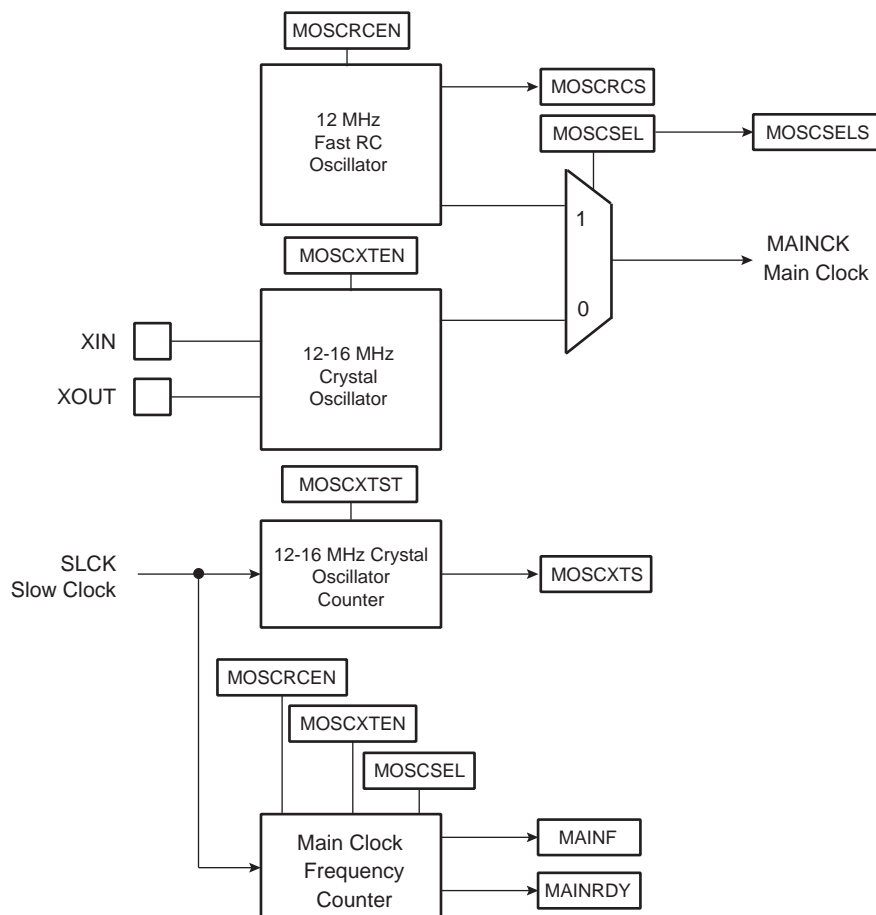 MOSCRCEN
12 MHz
Fast RC
Oscillator
MOSCRCS
MOSCSEL
MOSCSELS
1
0
MAINCK
Main Clock
MOSCXTEN
XIN
XOUT
12-16 MHz
Crystal
Oscillator
MOSCXTST
SLCK
Slow Clock
12-16 MHz Crystal
Oscillator
Counter
MOSCXTS
MOSCRCEN
MOSCXTEN
MOSCSEL
Main Clock
Frequency
Counter
MAINF
MAINRDY